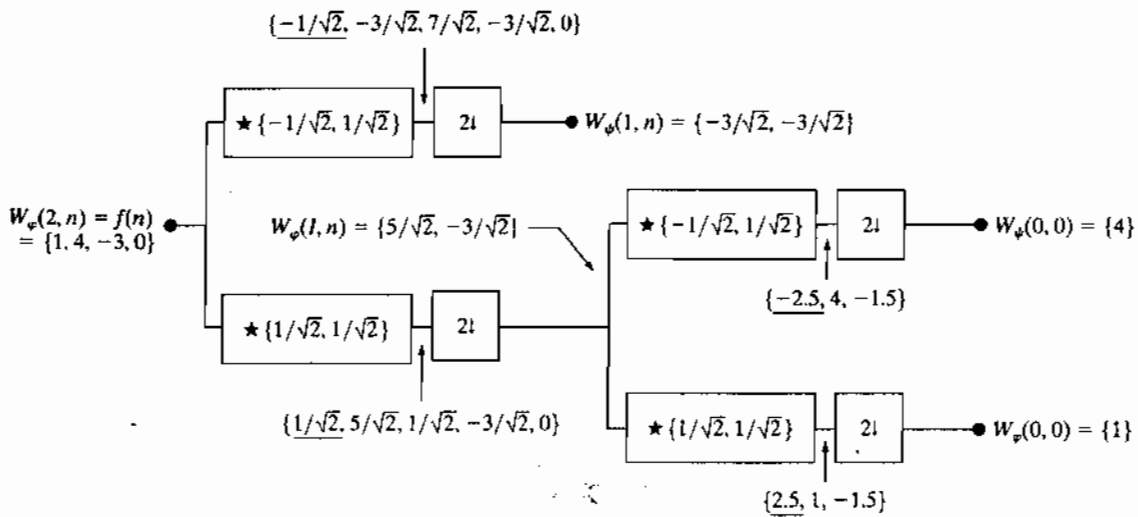 {-1/√2, -3/√2, 7/√2, -3/√2, 0}
★ {-1/√2, 1/√2}
2↓
W_ψ(1, n) = {-3/√2, -3/√2}
W_φ(2, n) = f(n)
= {1, 4, -3, 0}
W_φ(1, n) = {5/√2, -3/√2}
★ {-1/√2, 1/√2}
2↓
W_ψ(0, 0) = {4}
{-2.5, 4, -1.5}
★ {1/√2, 1/√2}
2↓
{1/√2, 5/√2, 1/√2, -3/√2, 0}
★ {1/√2, 1/√2}
2↓
W_φ(0, 0) = {1}
{2.5, 1, -1.5}